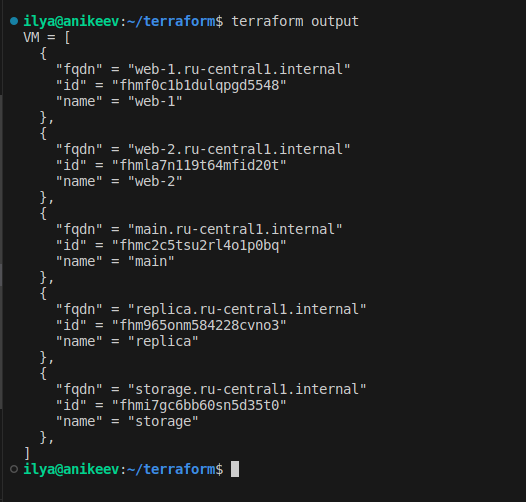 ilya@anikeev:~/terraform$ terraform output
VM = [
  {
    "fqdn" = "web-1.ru-central1.internal"
    "id" = "fhmf0c1b1dulqpgd5548"
    "name" = "web-1"
  },
  {
    "fqdn" = "web-2.ru-central1.internal"
    "id" = "fhmla7n119t64mfid20t"
    "name" = "web-2"
  },
  {
    "fqdn" = "main.ru-central1.internal"
    "id" = "fhmc2c5tsu2rl4o1p0bq"
    "name" = "main"
  },
  {
    "fqdn" = "replica.ru-central1.internal"
    "id" = "fhm965onm584228cvno3"
    "name" = "replica"
  },
  {
    "fqdn" = "storage.ru-central1.internal"
    "id" = "fhmi7gc6bb60sn5d35t0"
    "name" = "storage"
  },
]
ilya@anikeev:~/terraform$